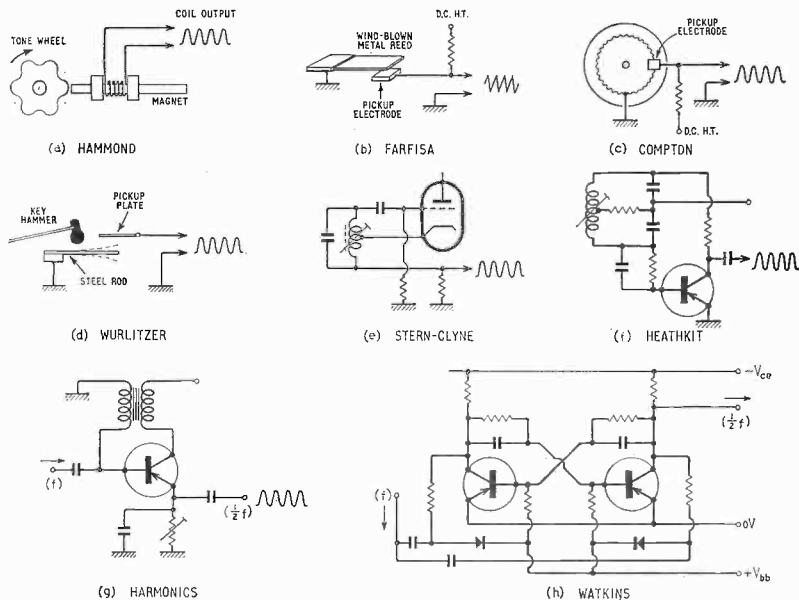 COIL OUTPUT
TONE WHEEL
MAGNET
(a) HAMMOND
D.C. H.T.
WIND-BLOWN
METAL REED
PICKUP
ELECTRODE
(b) FARFISA
PICKUP
ELECTRODE
D.C. H.T.
(c) COMPTON
KEY
HAMMER
PICKUP
PLATE
STEEL ROD
(d) WURLITZER
(e) STERN-CLYNE
(f) HEATHKIT
(f)
(½f)
(g) HARMONICS
−Vcc
(½f)
(f)
0V
+Vbb
(h) WATKINS